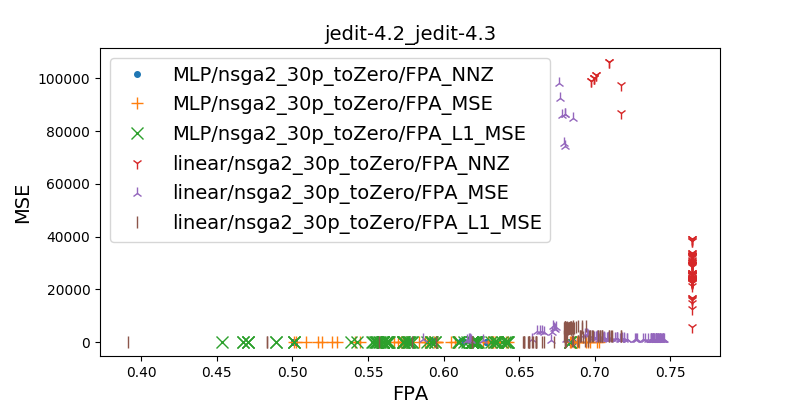 jedit-4.2_jedit-4.3
MSE
100000
80000
60000
40000
20000
0
MLP/nsga2_30p_toZero/FPA_NNZ
MLP/nsga2_30p_toZero/FPA_MSE
MLP/nsga2_30p_toZero/FPA_L1_MSE
linear/nsga2_30p_toZero/FPA_NNZ
linear/nsga2_30p_toZero/FPA_MSE
linear/nsga2_30p_toZero/FPA_L1_MSE
0.40 0.45 0.50 0.55 0.60 0.65 0.70 0.75
FPA